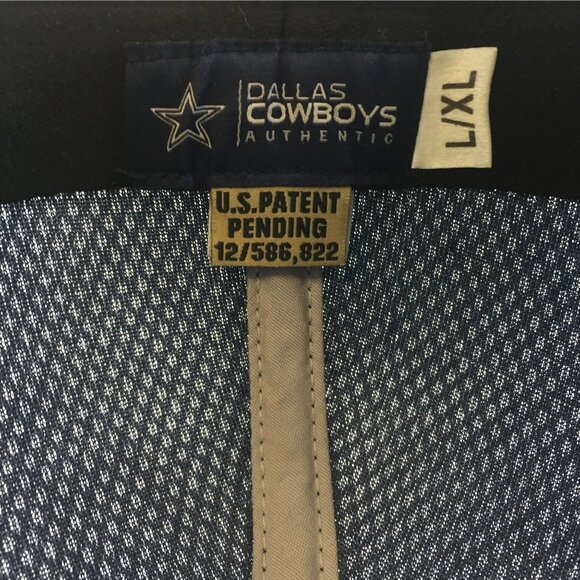 DALLAS
COWBOYS
AUTHENTIC
L/XL
U.S.PATENT
PENDING
12/586,822